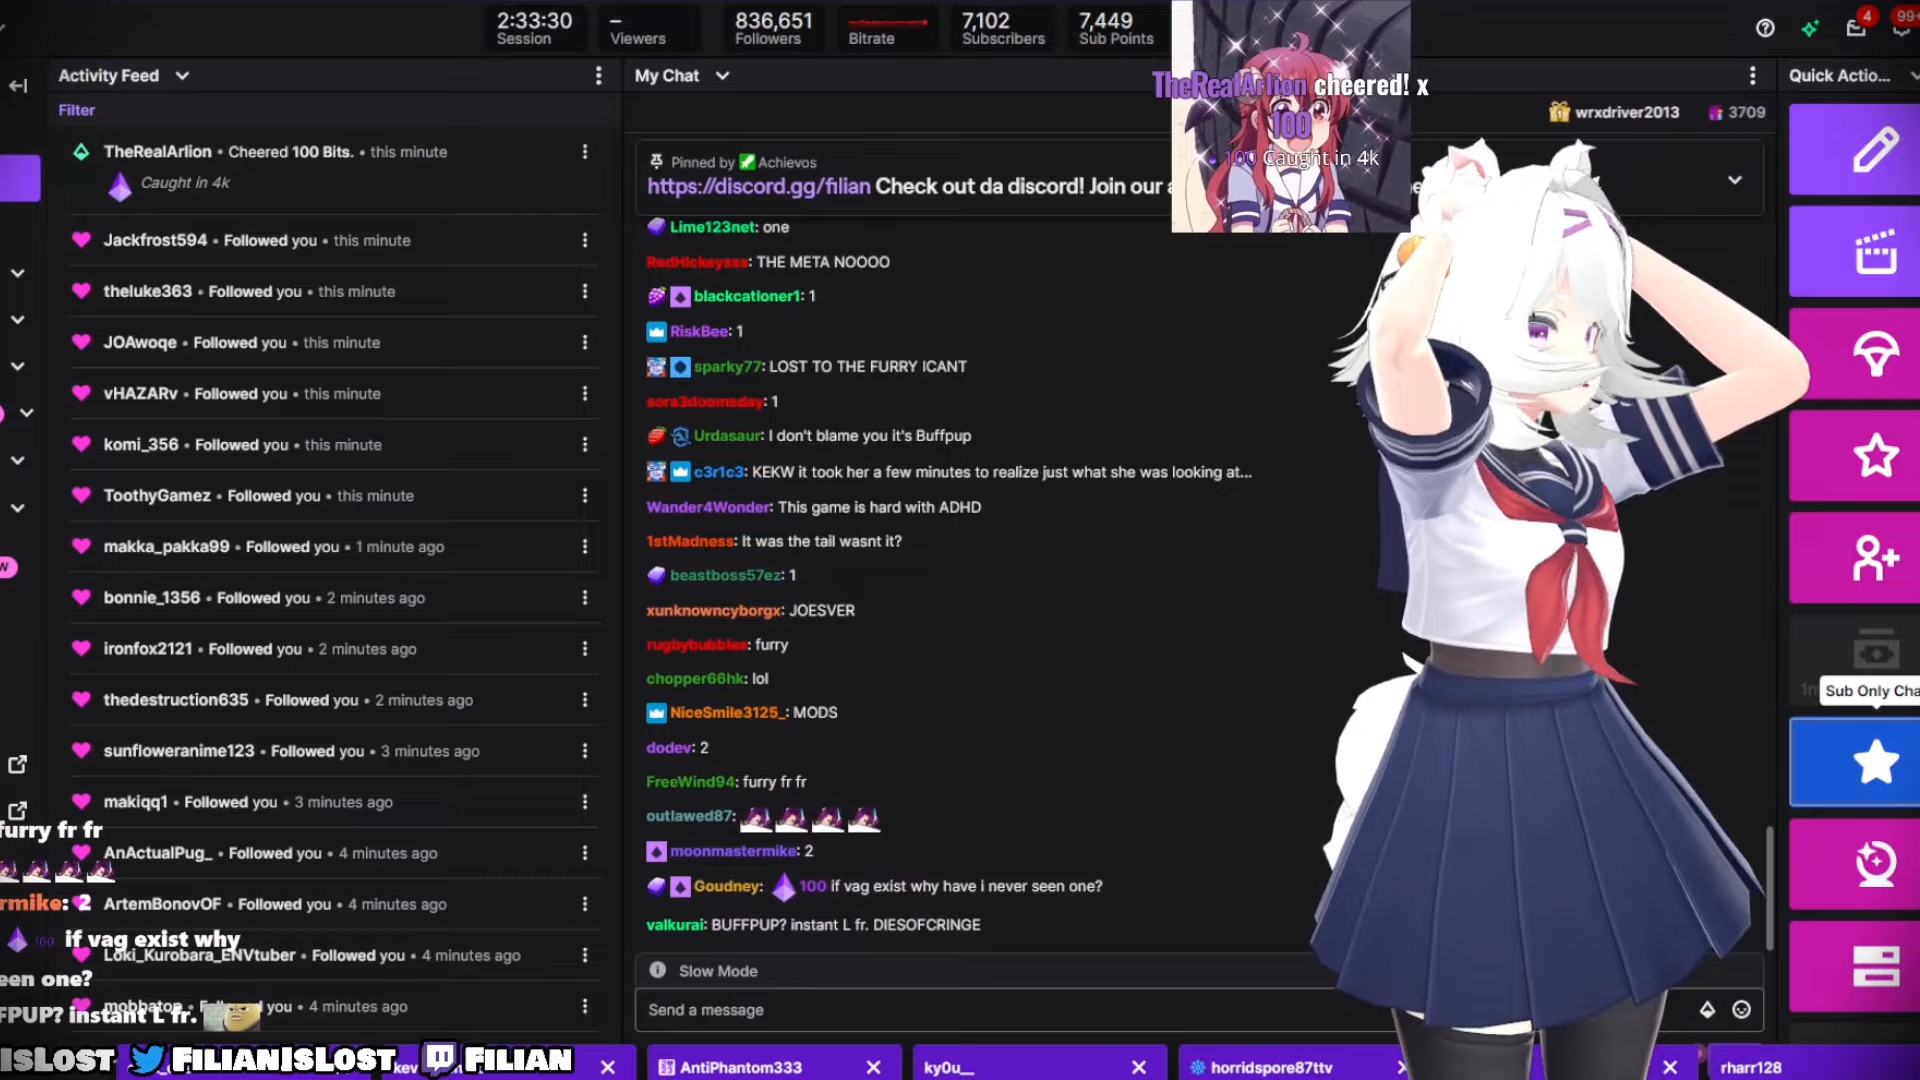 2:33:30
Session
–
Viewers
836,651
Followers
Bitrate
7,102
Subscribers
7,449
Sub Points
4
99+
Activity Feed
Filter
TheRealArlion • Cheered 100 Bits. • this minute
Caught in 4k
Jackfrost594 • Followed you • this minute
theluke363 • Followed you • this minute
JOAwoqe • Followed you • this minute
vHAZARv • Followed you • this minute
komi_356 • Followed you • this minute
ToothyGamez • Followed you • this minute
makka_pakka99 • Followed you • 1 minute ago
bonnie_1356 • Followed you • 2 minutes ago
ironfox2121 • Followed you • 2 minutes ago
thedestruction635 • Followed you • 2 minutes ago
sunfloweranime123 • Followed you • 3 minutes ago
makiqq1 • Followed you • 3 minutes ago
AnActualPug_ • Followed you • 4 minutes ago
ArtemBonovOF • Followed you • 4 minutes ago
Loki_Kurobara_ENVtuber • Followed you • 4 minutes ago
mobbatop • Followed you • 4 minutes ago
furry fr fr
rmike: 2
100 if vag exist why
een one?
FPUP? instant L fr.
My Chat
wrxdriver2013
3709
Pinned by Achievos
https://discord.gg/filian Check out da discord! Join our
Lime123net: one
RedHickeysss: THE META NOOOO
blackcatloner1: 1
RiskBee: 1
sparky77: LOST TO THE FURRY ICANT
sora3doomsday: 1
Urdasaur: I don't blame you it's Buffpup
c3r1c3: KEKW it took her a few minutes to realize just what she was looking at...
Wander4Wonder: This game is hard with ADHD
1stMadness: It was the tail wasnt it?
beastboss57ez: 1
xunknowncyborgx: JOESVER
rugbybubbles: furry
chopper66hk: lol
NiceSmile3125_: MODS
dodev: 2
FreeWind94: furry fr fr
outlawed87:
moonmastermike: 2
Goudney: 100 if vag exist why have i never seen one?
valkurai: BUFFPUP? instant L fr. DIESOFCRINGE
Slow Mode
Send a message
TheRealArlion cheered! x
100
100 Caught in 4k
Quick Actio...
Sub Only Cha
ISLOST
FILIANISLOST
FILIAN
AntiPhantom333
ky0u__
horridspore87ttv
rharr128